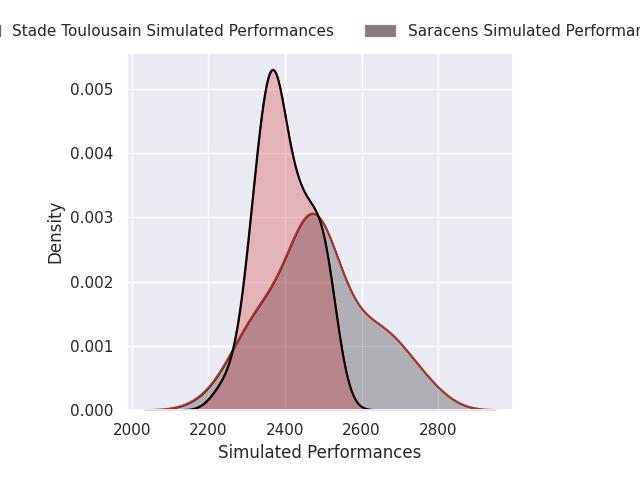 Stade Toulousain Simulated Performances
Saracens Simulated
0.005
0.004
0.003
0.002
0.001
0.000
Density
2000 2200 2400 2600 2800
Simulated Performances